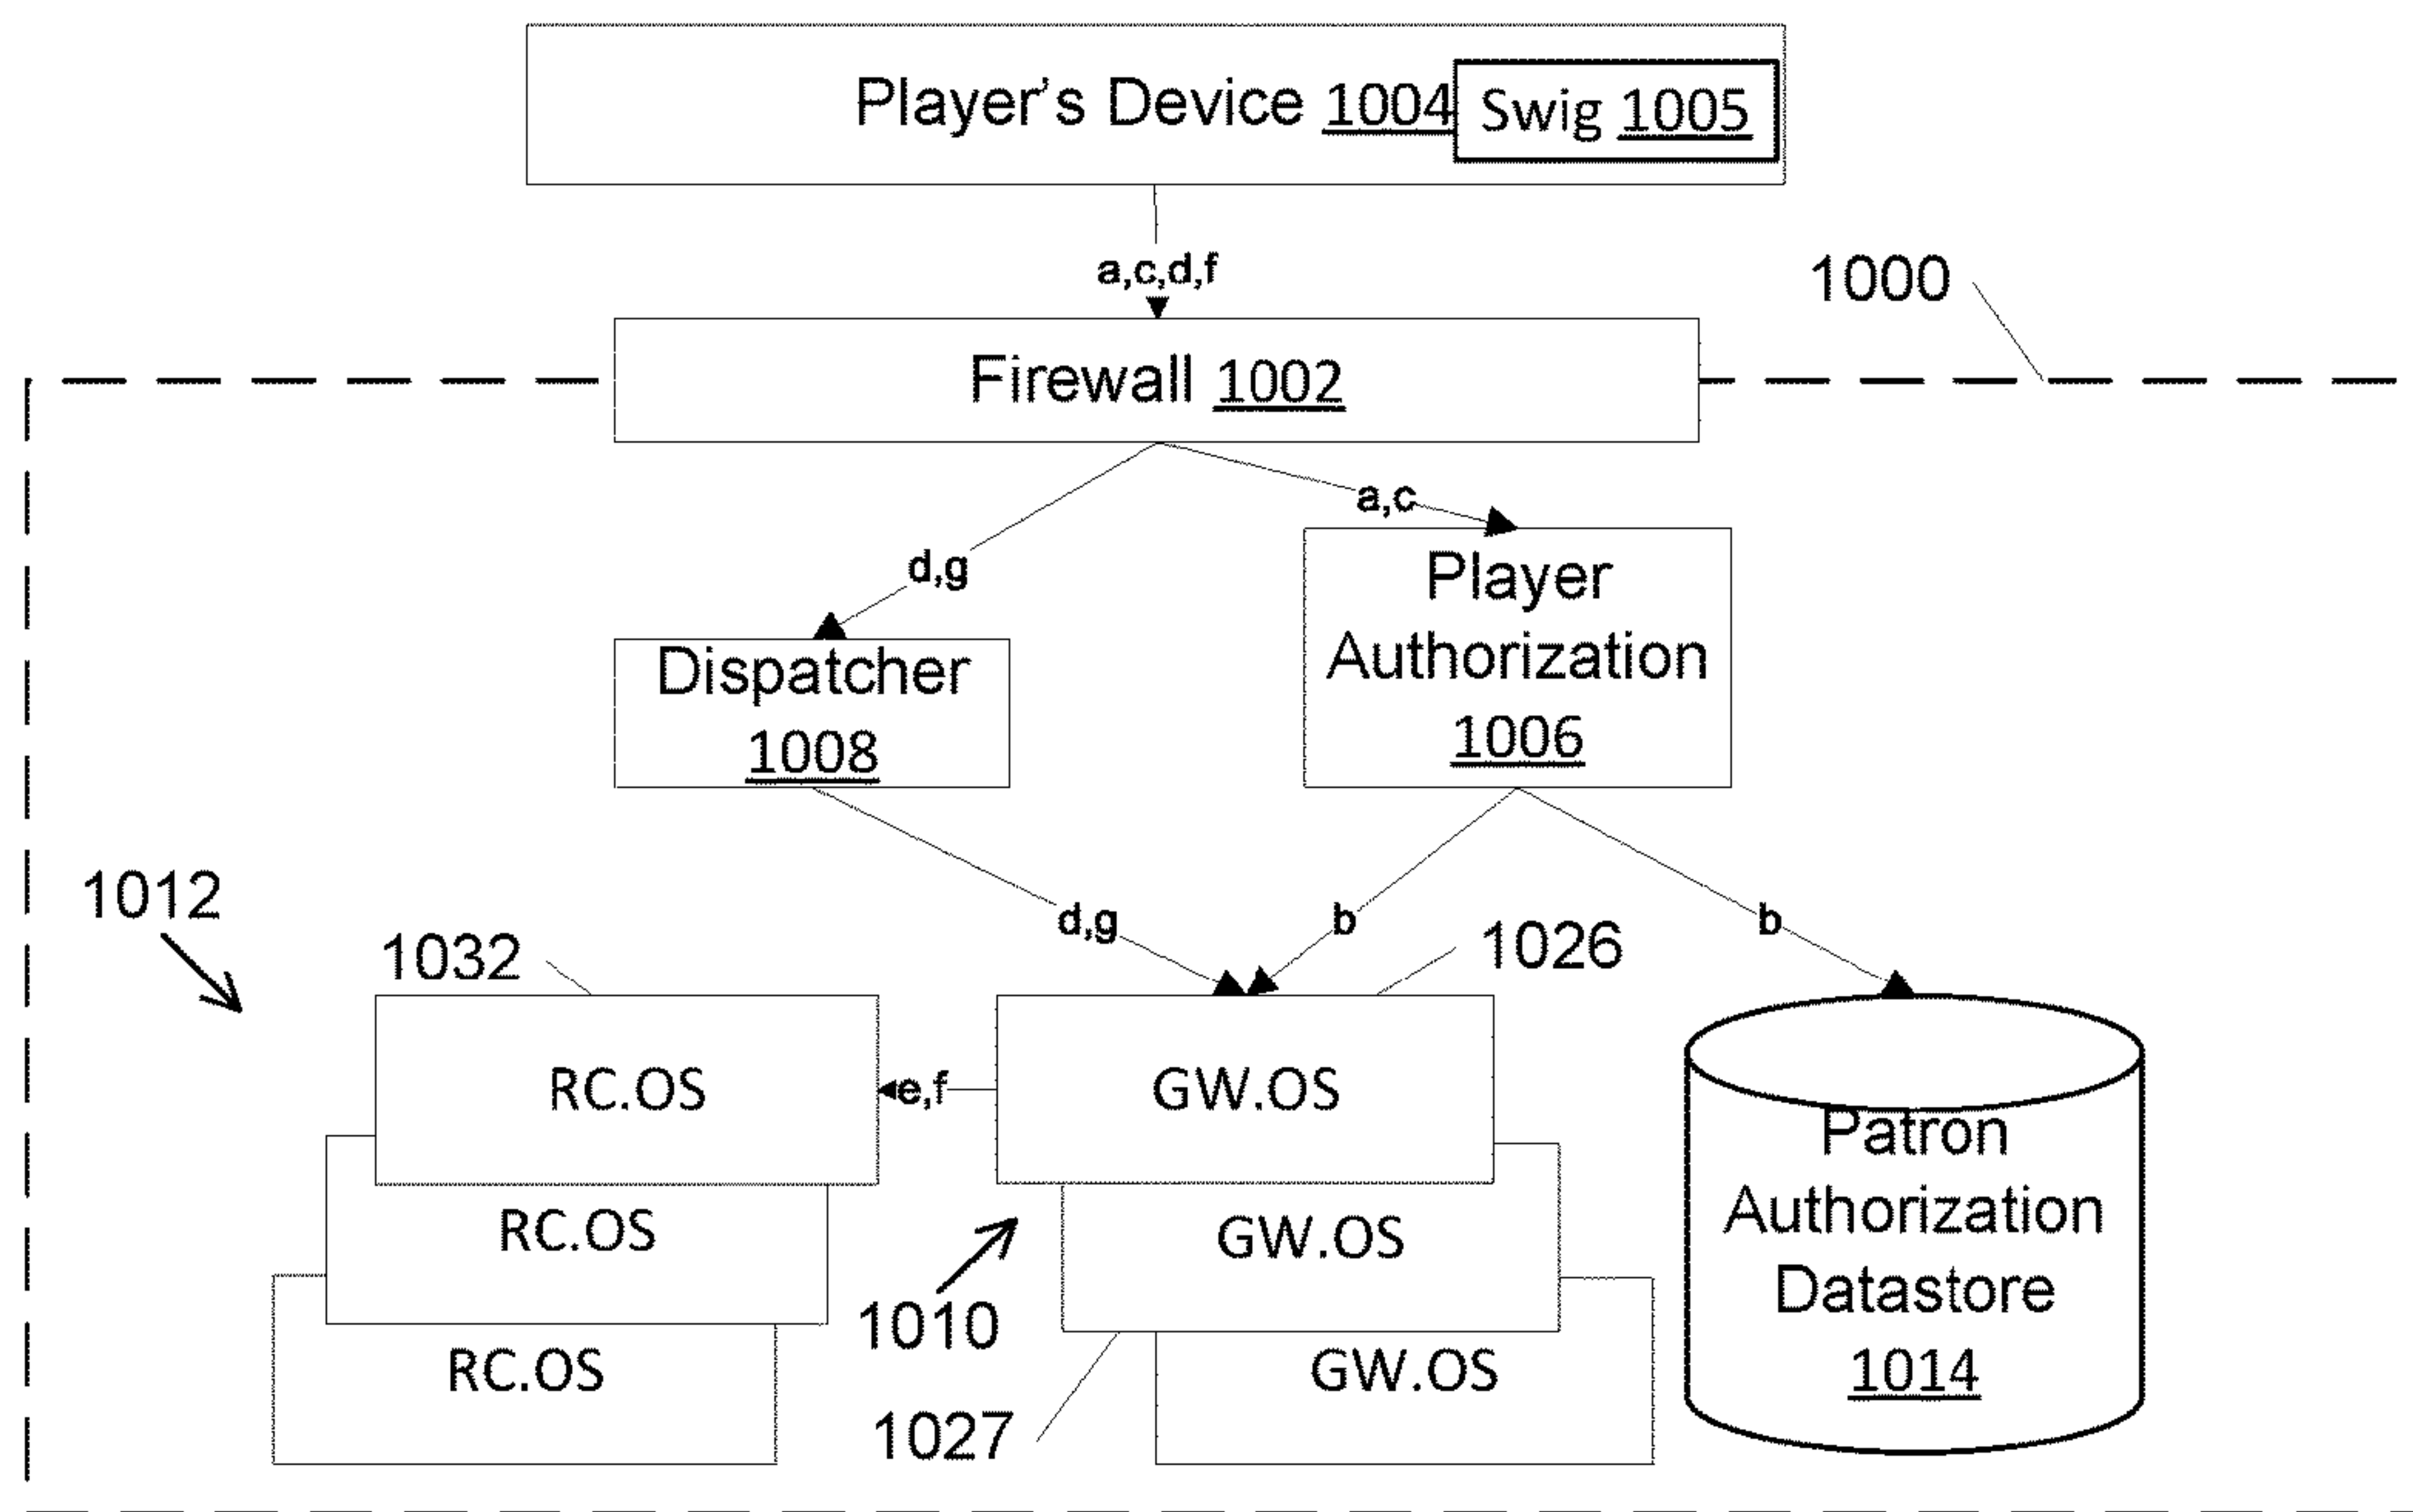 Player's Device 1004
Swig 1005
a,c,d,f
1000
Firewall 1002
a,c
d,g
Player
Authorization
1006
Dispatcher
1008
1012
d,g
b
b
1032
1026
RC.OS
e,f
GW.OS
Patron
Authorization
Datastore
1014
RC.OS
GW.OS
1010
RC.OS
GW.OS
1027